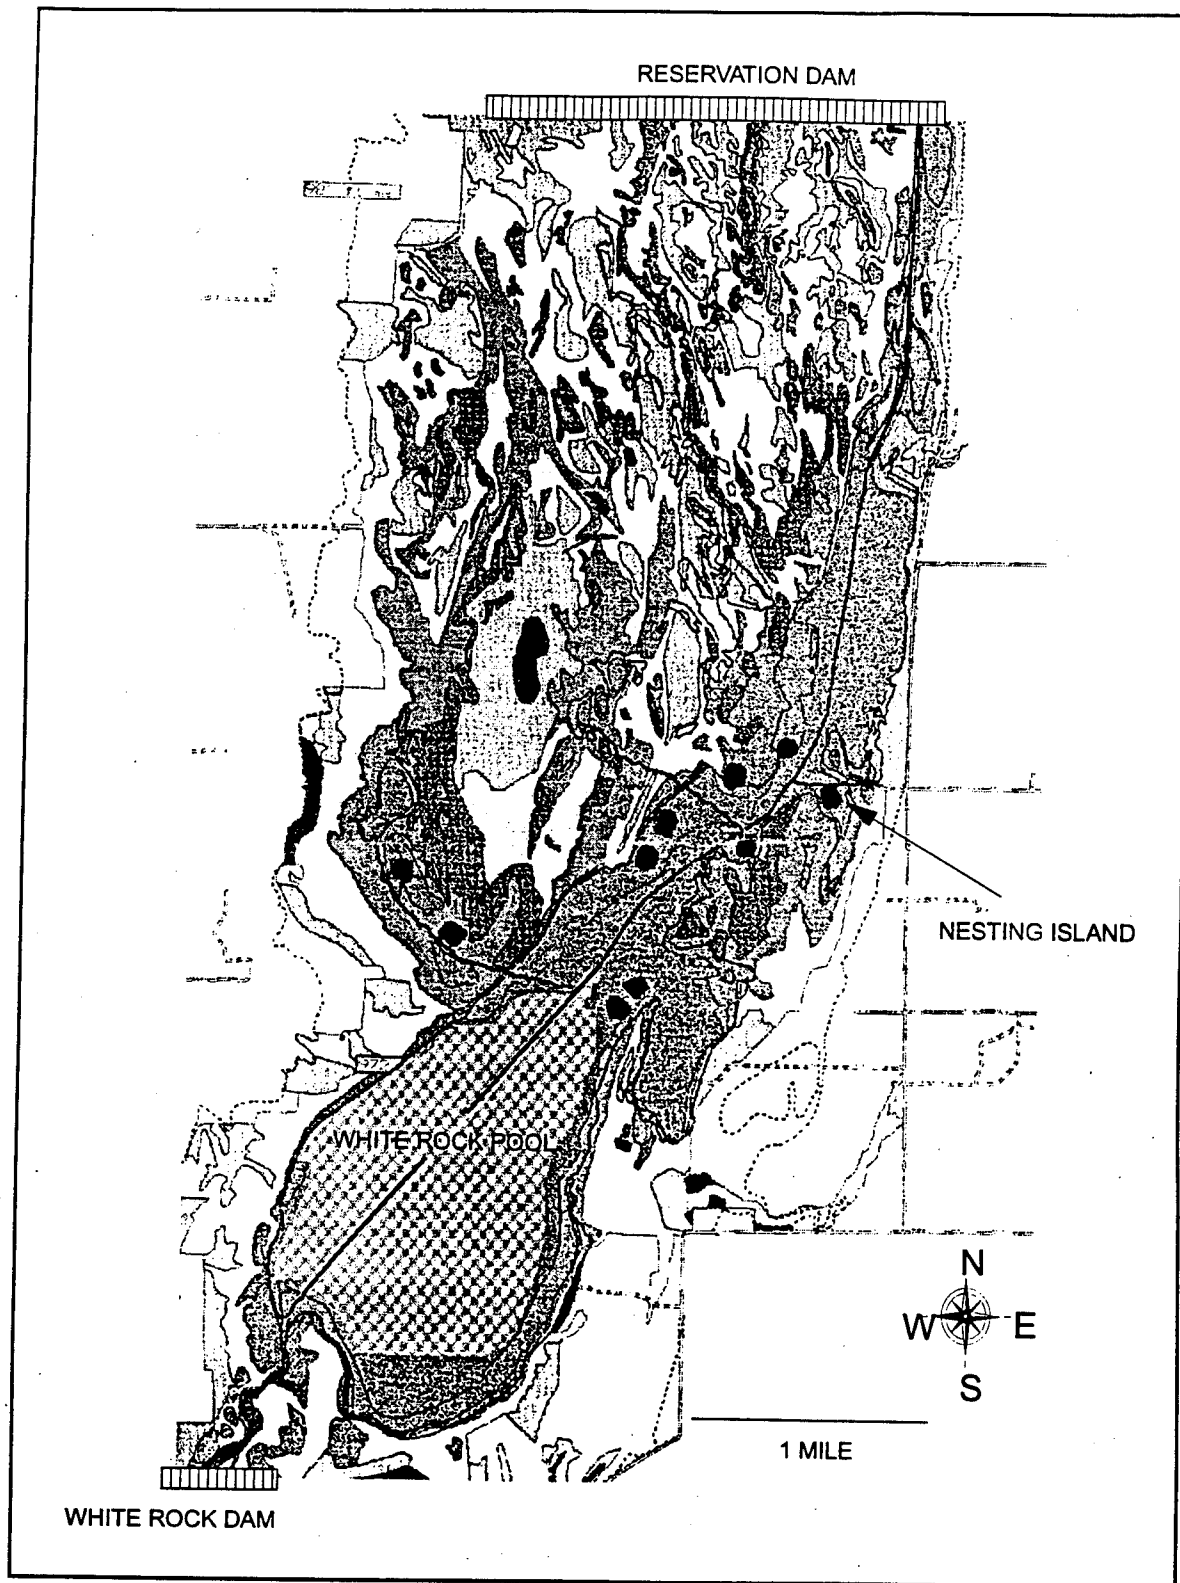 RESERVATION DAM
NESTING ISLAND
WHITE ROCK POOL
N
W
E
S
1 MILE
WHITE ROCK DAM